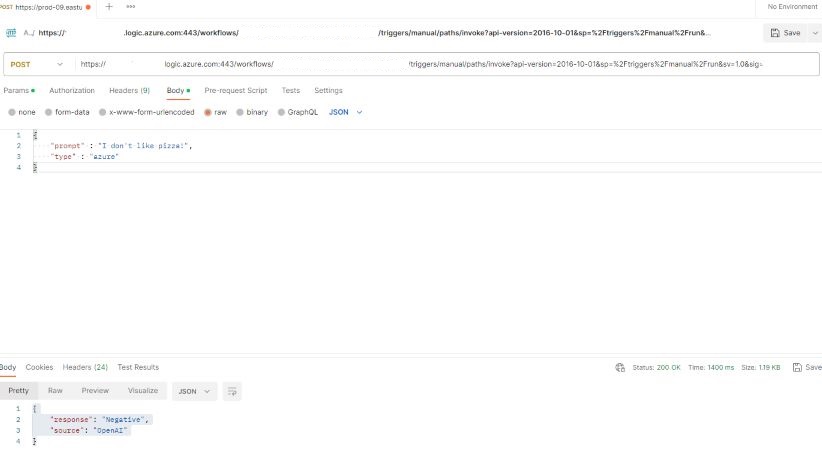 POST https://prod-09.eastu + ooo No Environment
A../ https:// .logic.azure.com:443/workflows/ /triggers/manual/paths/invoke?api-version=2016-10-01&sp=%2Ftriggers%2Fmanual%2Frun&... Save
POST https:// logic.azure.com:443/workflows/ /triggers/manual/paths/invoke?api-version=2016-10-01&sp=%2Ftriggers%2Fmanual%2Frun&sv=1.0&sig=
Params Authorization Headers (9) Body Pre-request Script Tests Settings
none form-data x-www-form-urlencoded raw binary GraphQL JSON
1 {
2 "prompt" : "I don't like pizza!",
3 "type" : "azure"
4 }
Body Cookies Headers (24) Test Results Status: 200 OK Time: 1400 ms Size: 1.19 KB Save
Pretty Raw Preview Visualize JSON
1 {
2 "response": "Negative",
3 "source": "OpenAI"
4 }